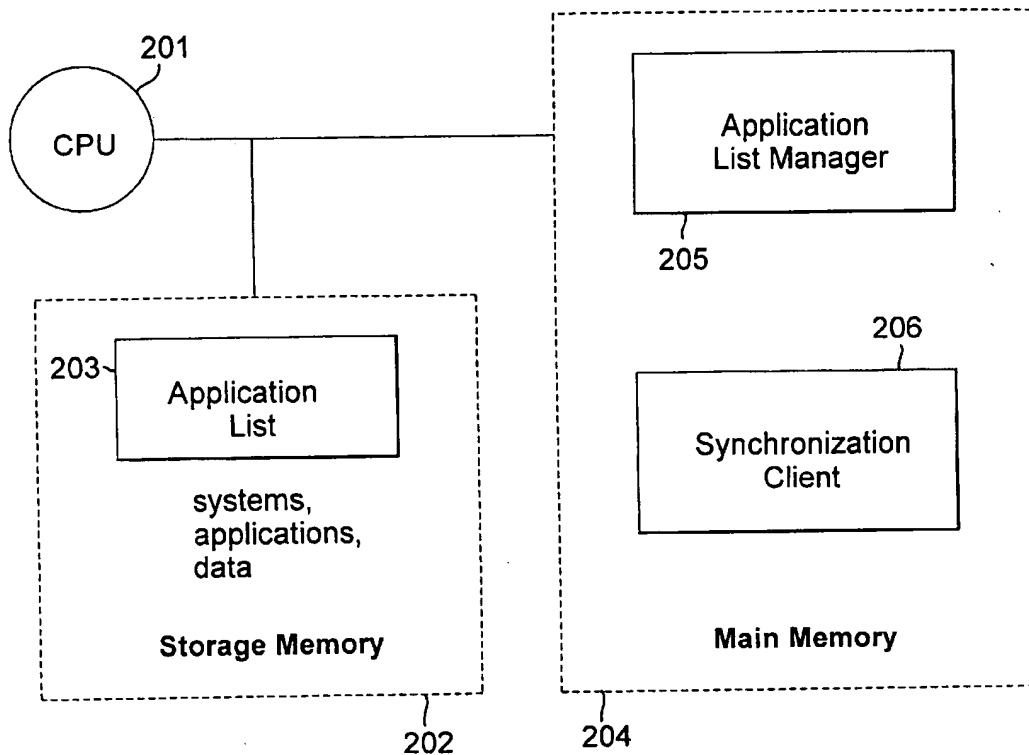 201
CPU
Application
List Manager
205
203
Application
List
systems,
applications,
data
Storage Memory
202
206
Synchronization
Client
Main Memory
204